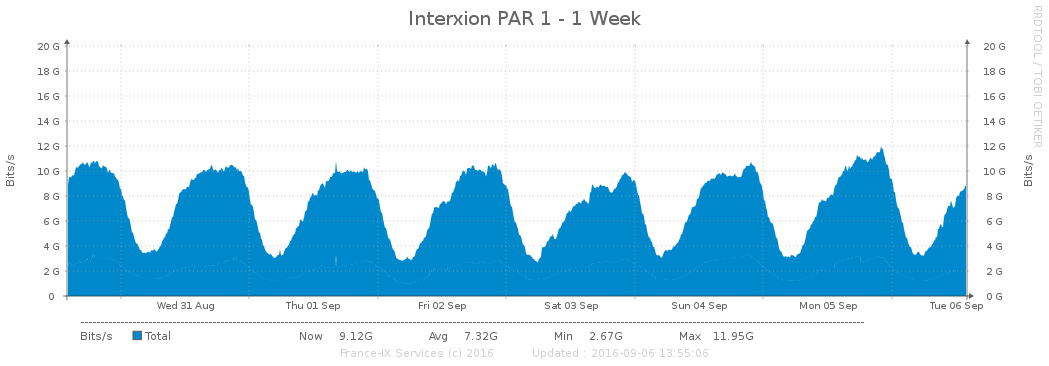 Interxion PAR 1 - 1 Week
RRDTOOL / TOBI OETIKER
Bits/s
20 G
18 G
16 G
14 G
12 G
10 G
8 G
6 G
4 G
2 G
0
20 G
18 G
16 G
14 G
12 G
10 G
8 G
6 G
4 G
2 G
0 G
Bits/s
Wed 31 Aug Thu 01 Sep Fri 02 Sep Sat 03 Sep Sun 04 Sep Mon 05 Sep Tue 06 Sep
Bits/s Total Now 9.12G Avg 7.32G Min 2.67G Max 11.95G
France-IX Services (c) 2016 Updated : 2016-09-06 13:55:06